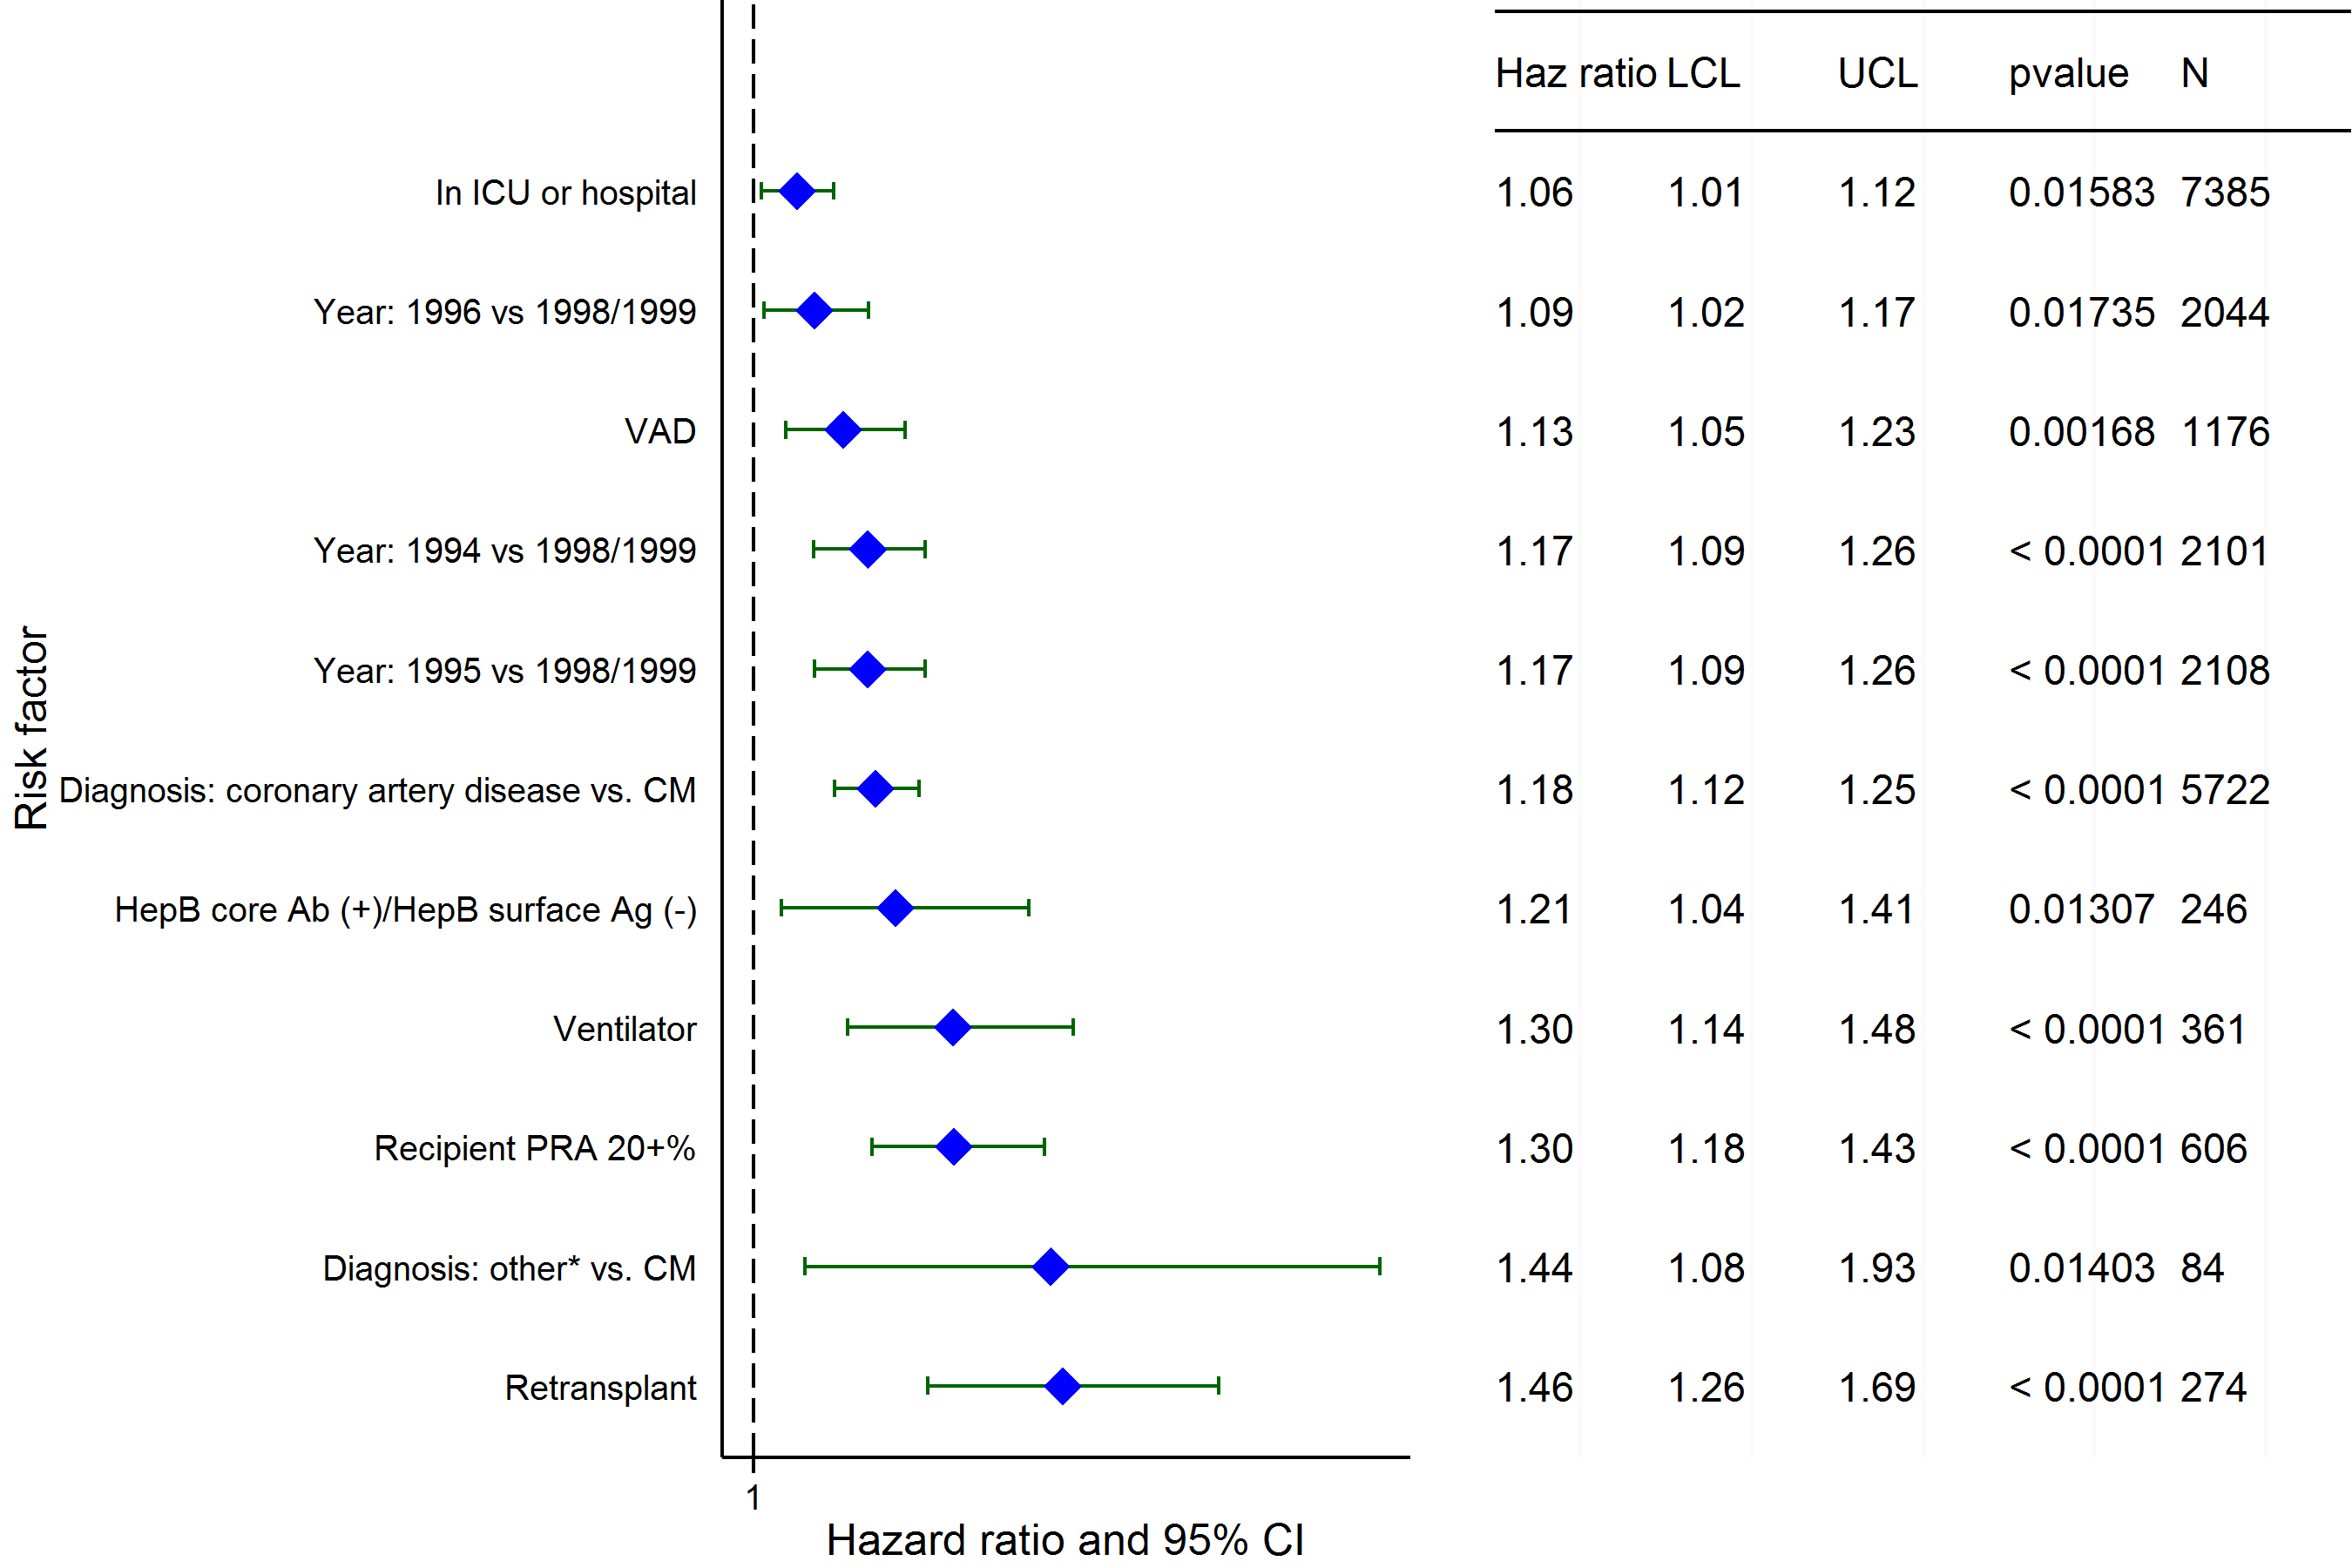 Haz ratio LCL UCL pvalue N
In ICU or hospital 1.06 1.01 1.12 0.01583 7385
Year: 1996 vs 1998/1999 1.09 1.02 1.17 0.01735 2044
VAD 1.13 1.05 1.23 0.00168 1176
Year: 1994 vs 1998/1999 1.17 1.09 1.26 < 0.0001 2101
Year: 1995 vs 1998/1999 1.17 1.09 1.26 < 0.0001 2108
Diagnosis: coronary artery disease vs. CM 1.18 1.12 1.25 < 0.0001 5722
HepB core Ab (+)/HepB surface Ag (-) 1.21 1.04 1.41 0.01307 246
Ventilator 1.30 1.14 1.48 < 0.0001 361
Recipient PRA 20+% 1.30 1.18 1.43 < 0.0001 606
Diagnosis: other* vs. CM 1.44 1.08 1.93 0.01403 84
Retransplant 1.46 1.26 1.69 < 0.0001 274
Risk factor
1
Hazard ratio and 95% CI